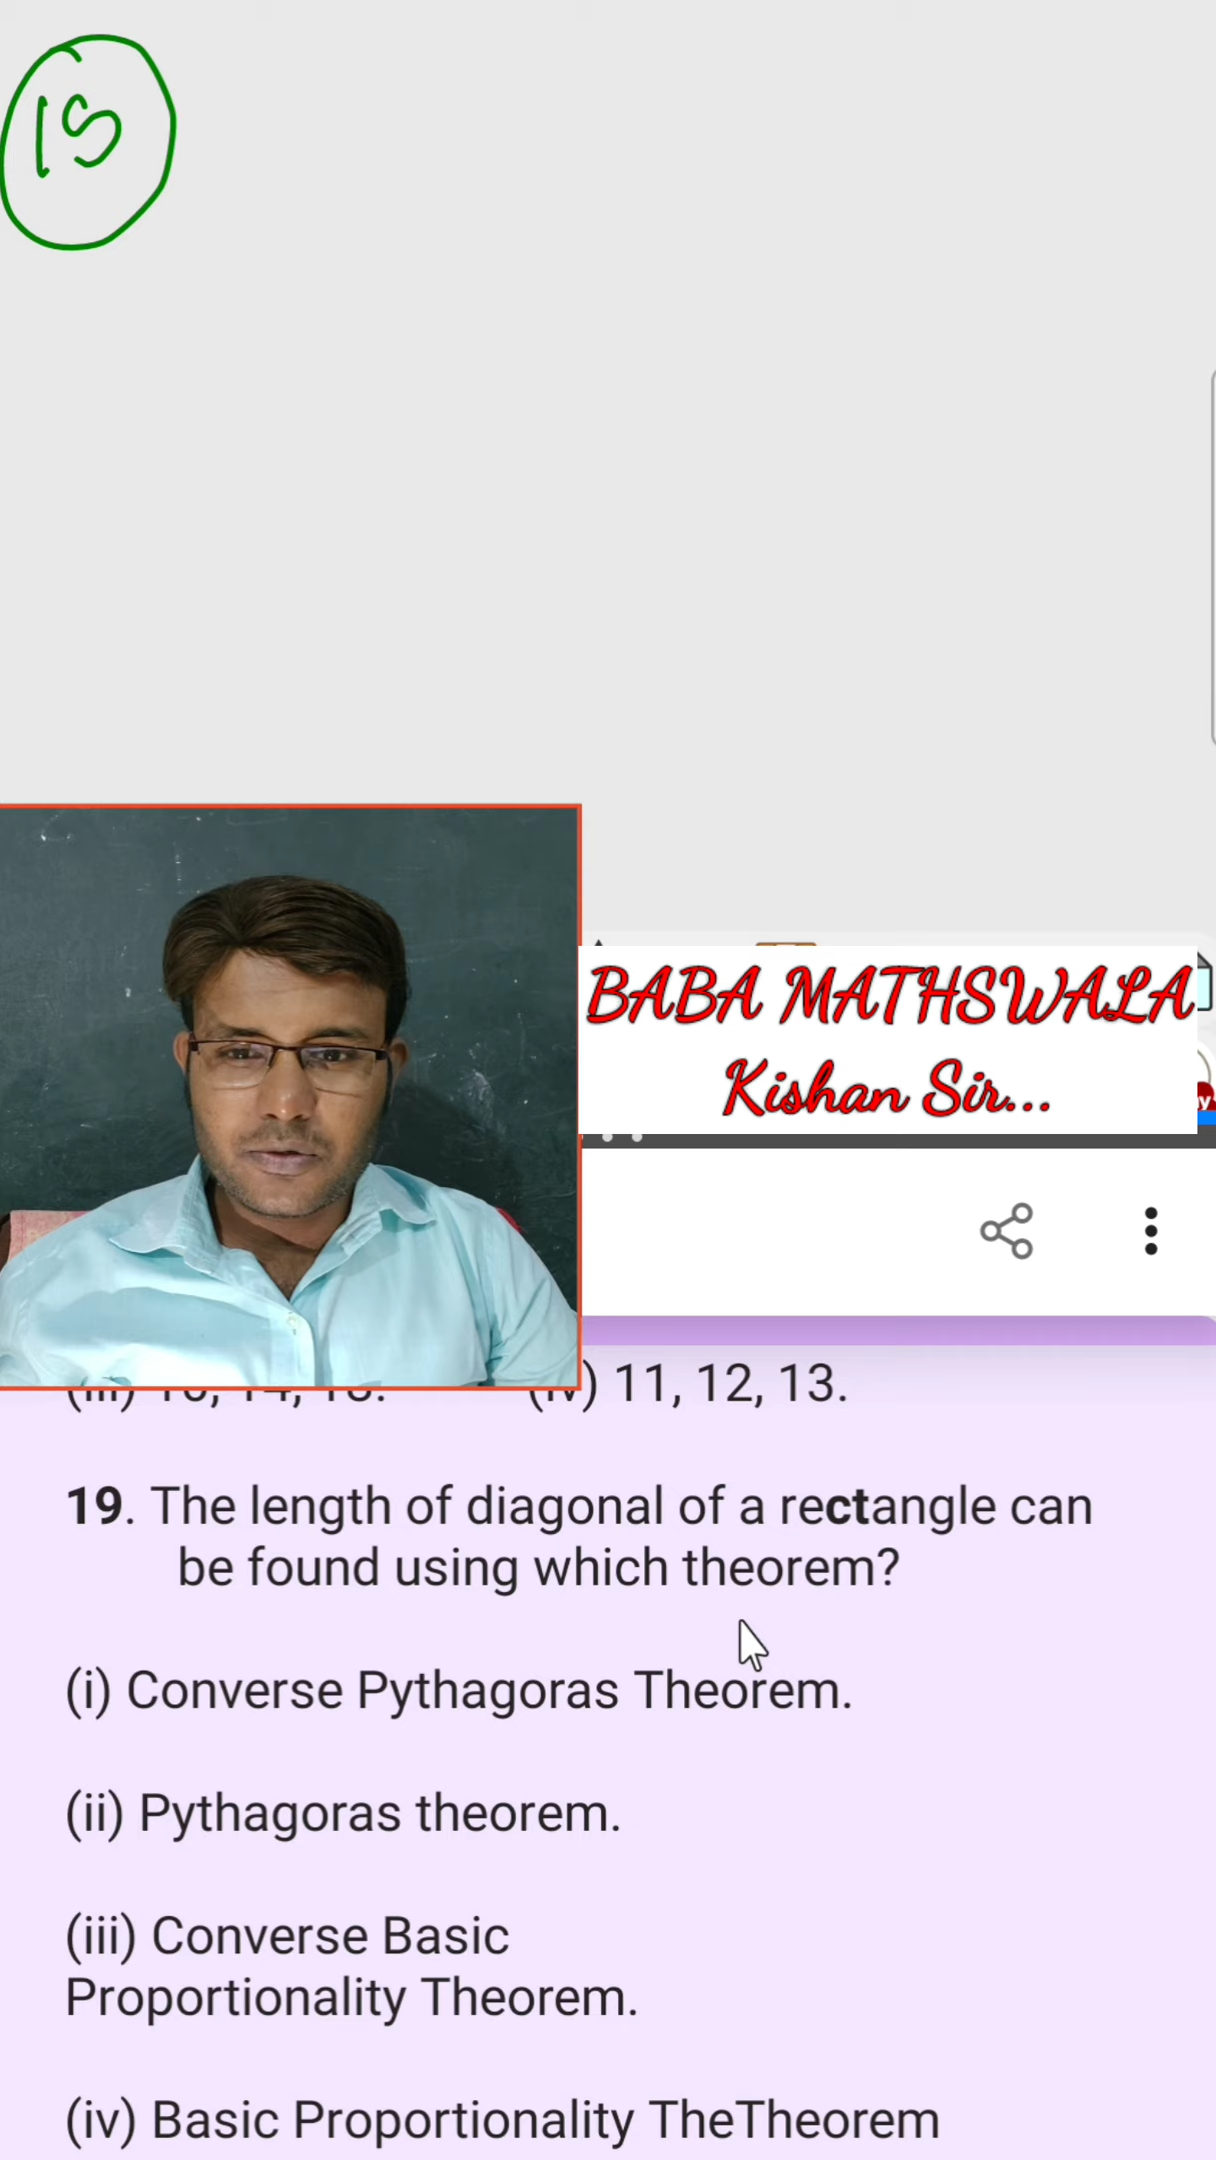 BABA MATHSWALA
Kishan Sir...
(iv) 11, 12, 13.
19. The length of diagonal of a rectangle can
be found using which theorem?
(i) Converse Pythagoras Theorem.
(ii) Pythagoras theorem.
(iii) Converse Basic
Proportionality Theorem.
(iv) Basic Proportionality TheTheorem